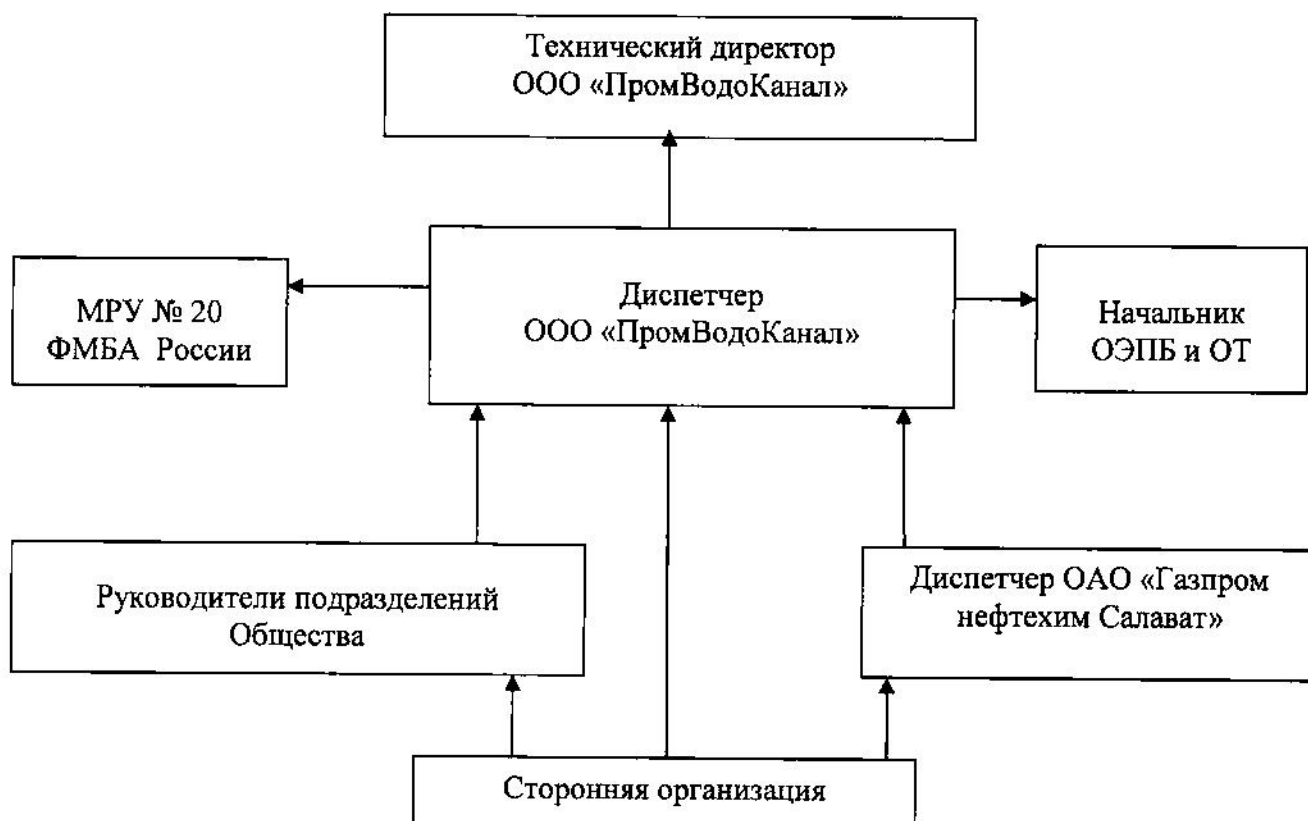 Технический директор
ООО «ПромВодоКанал»
МРУ № 20
ФМБА России
Диспетчер
ООО «ПромВодоКанал»
Начальник
ОЭПБ и ОТ
Руководители подразделений
Общества
Диспетчер ОАО «Газпром
нефтехим Салават»
Сторонняя организация